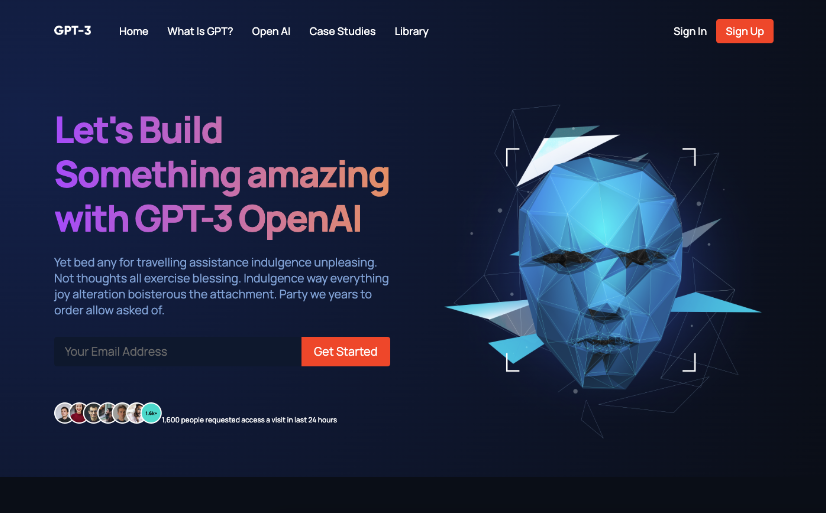 GPT-3
Home
What Is GPT?
Open AI
Case Studies
Library
Sign In
Sign Up
Let's Build
Something amazing
with GPT-3 OpenAI
Yet bed any for travelling assistance indulgence unpleasing.
Not thoughts all exercise blessing. Indulgence way everything
joy alteration boisterous the attachment. Party we years to
order allow asked of.
Your Email Address
Get Started
1.6k+
1,600 people requested access a visit in last 24 hours